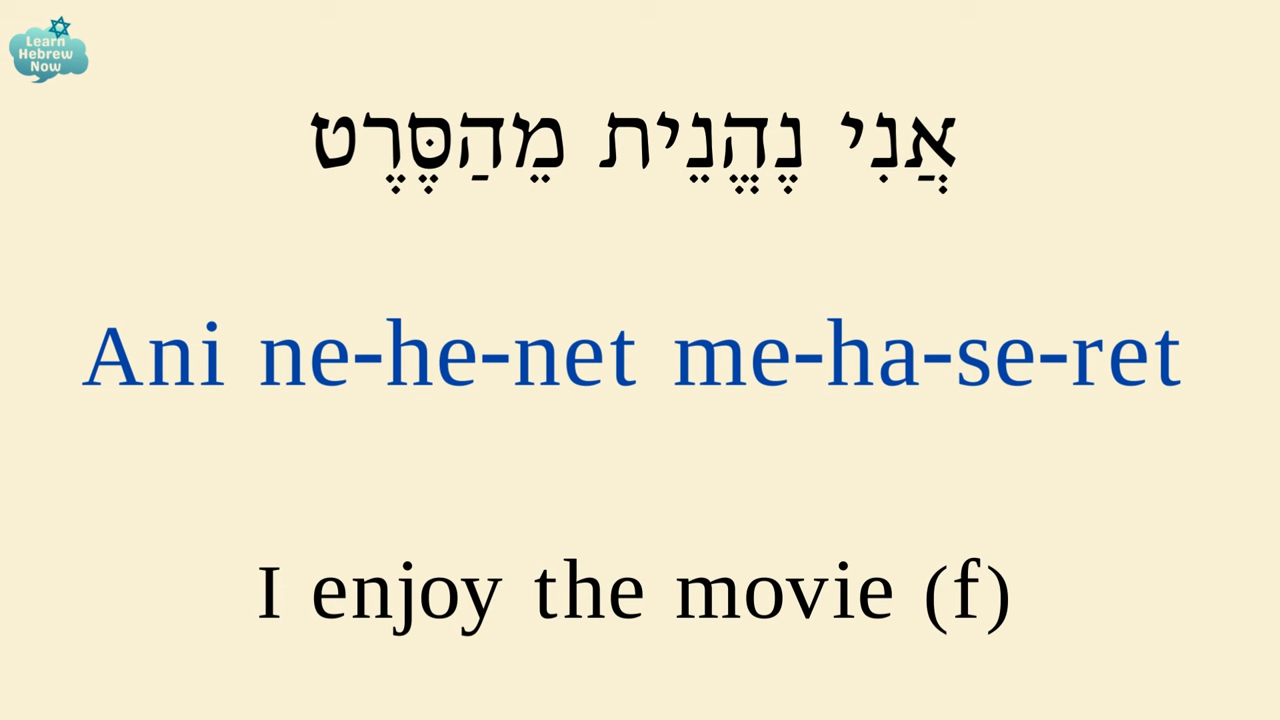 Learn
Hebrew
Now
אֲנִי נֶהֱנֵית מֵהַסֶּרֶט
Ani ne-he-net me-ha-se-ret
I enjoy the movie (f)